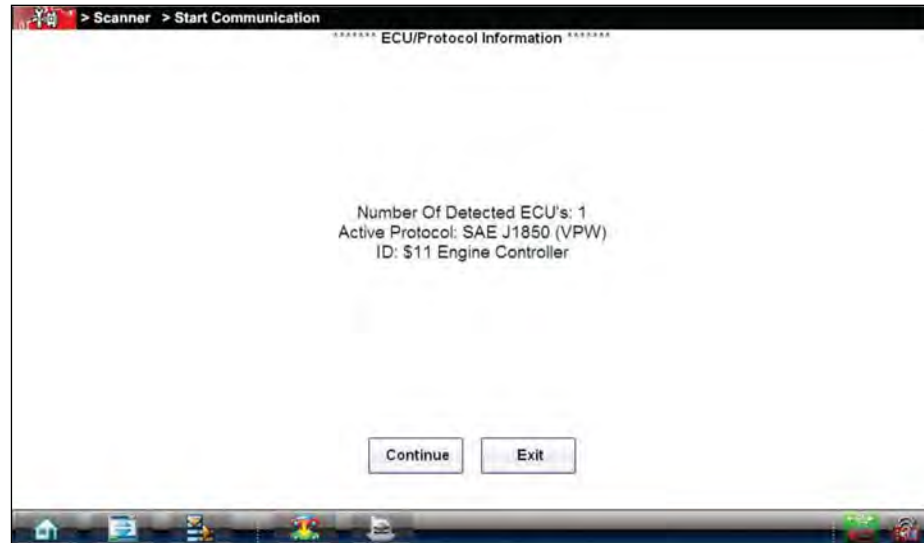 > Scanner > Start Communication
******* ECU/Protocol Information *******
Number Of Detected ECU's: 1
Active Protocol: SAE J1850 (VPW)
ID: $11 Engine Controller
Continue
Exit